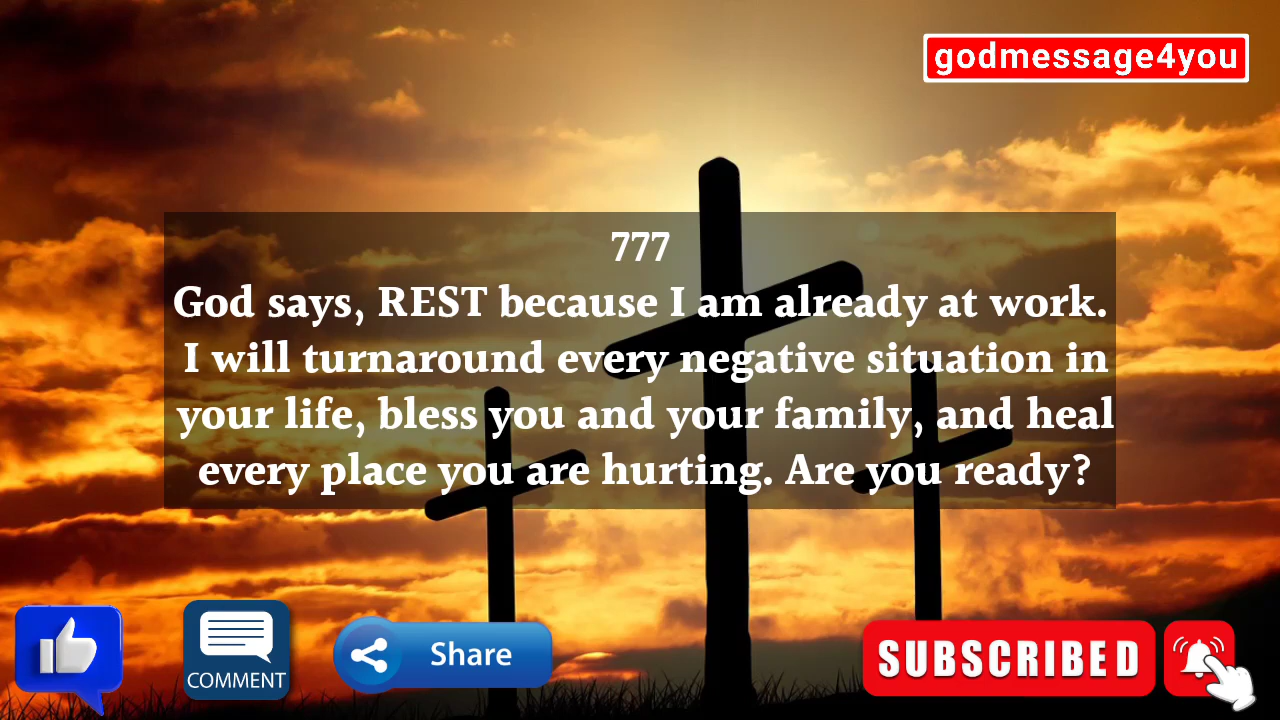 godmessage4you
777
God says, REST because I am already at work.
I will turnaround every negative situation in
your life, bless you and your family, and heal
every place you are hurting. Are you ready?
COMMENT
Share
SUBSCRIBED